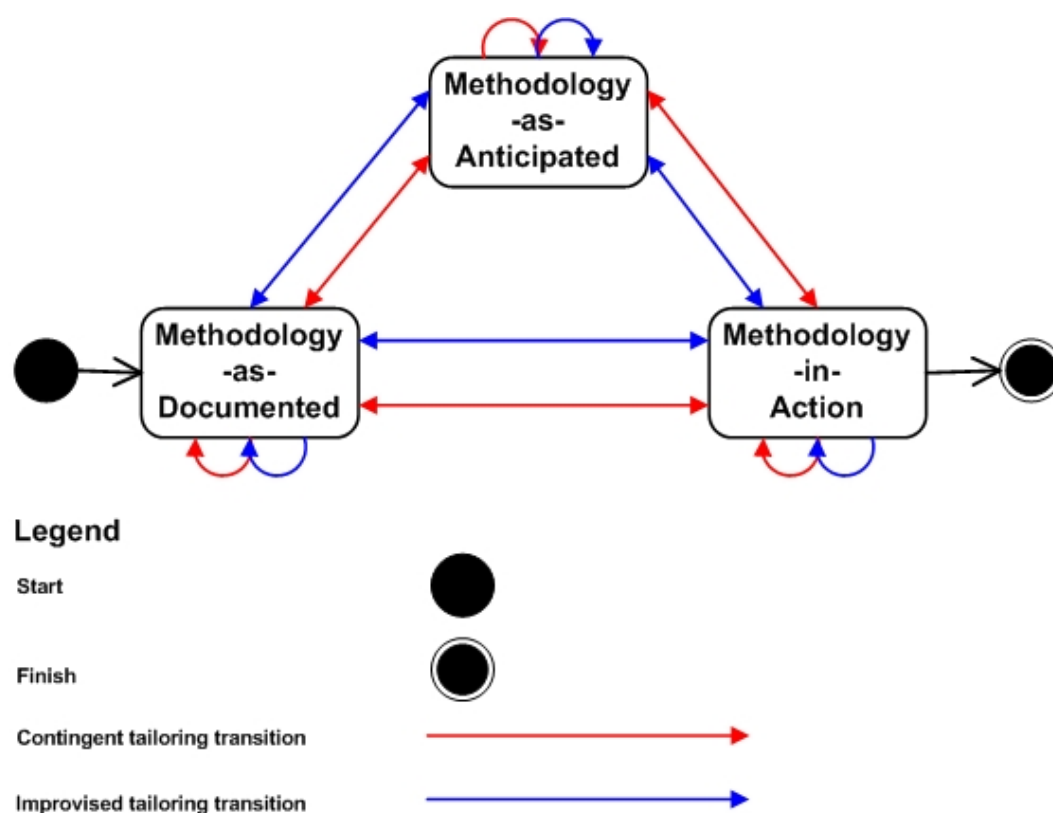 Methodology
-as-
Anticipated
Methodology
-as-
Documented
Methodology
-in-
Action
Legend
Start
Finish
Contingent tailoring transition
Improvised tailoring transition